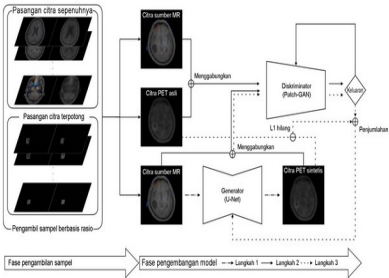 Pasangan citra sepenuhnya
Pasangan citra terpotong
Pengambil sampel berbasis rasio
Citra sumber MR
Citra PET asli
Menggabungkan
Diskriminator
(Patch-GAN)
Keluaran
L1 hilang
Penjumlahan
Menggabungkan
Citra sumber MR
Generator
(U-Net)
Citra PET sintetis
Fase pengambilan sampel
Fase pengembangan model
Langkah 1
Langkah 2
Langkah 3